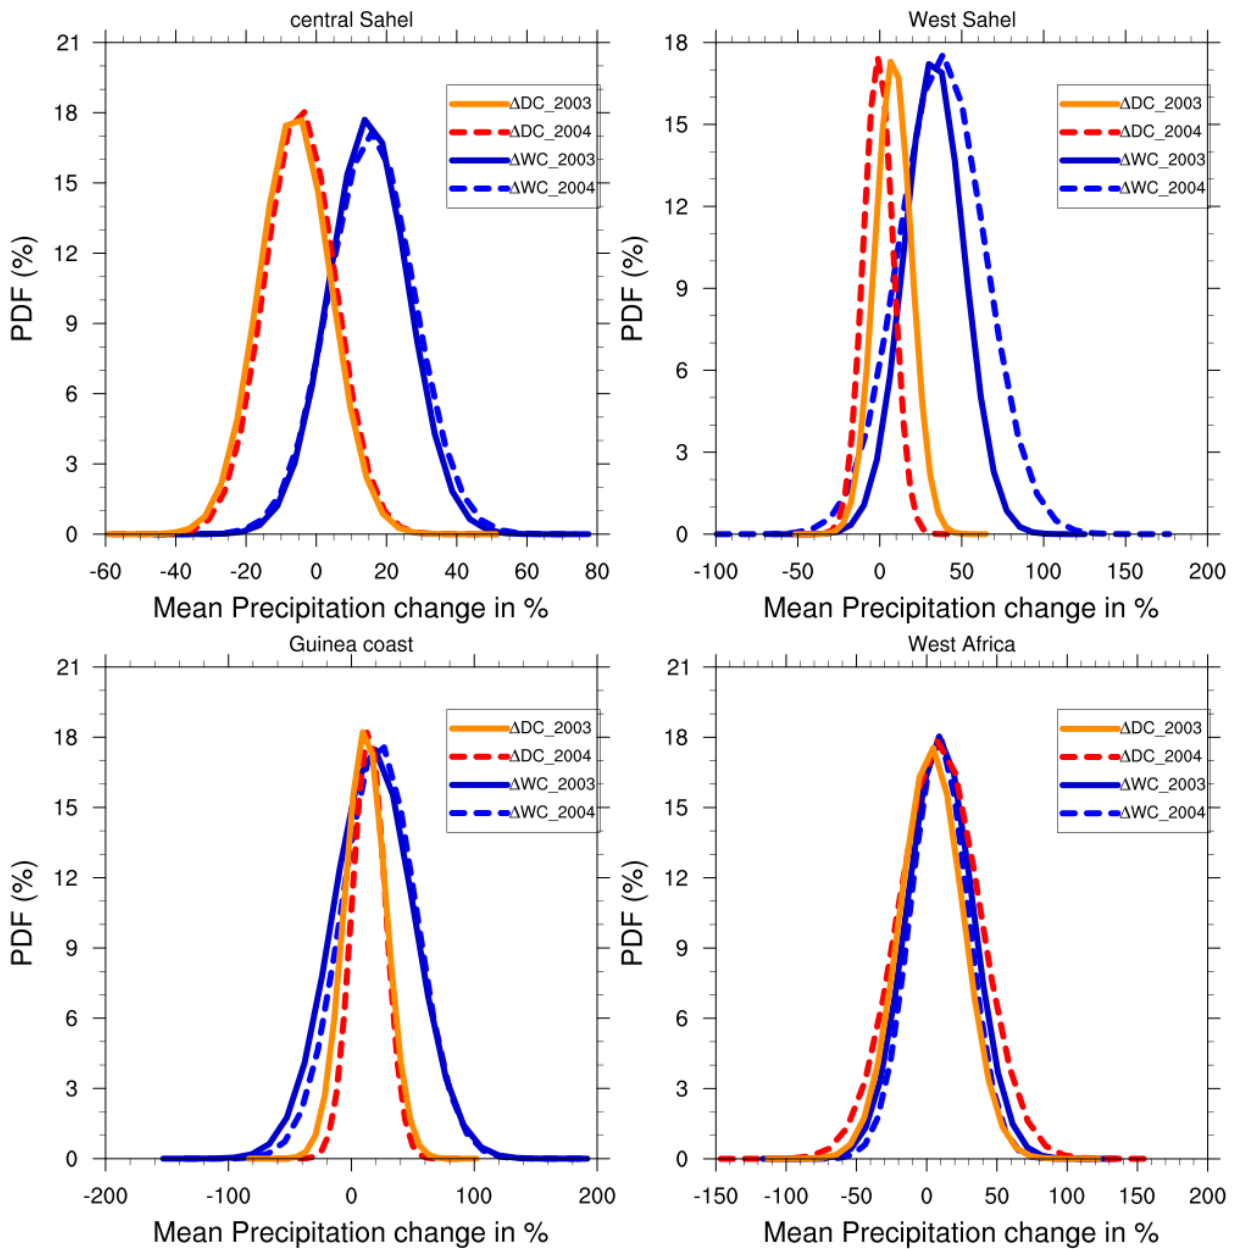 central Sahel
21
18
15
12
9
6
3
0
PDF (%)
-60 -40 -20 0 20 40 60 80
Mean Precipitation change in %
ΔDC_2003
ΔDC_2004
ΔWC_2003
ΔWC_2004
West Sahel
18
15
12
9
6
3
0
PDF (%)
-100 -50 0 50 100 150 200
Mean Precipitation change in %
ΔDC_2003
ΔDC_2004
ΔWC_2003
ΔWC_2004
Guinea coast
21
18
15
12
9
6
3
0
PDF (%)
-200 -100 0 100 200
Mean Precipitation change in %
ΔDC_2003
ΔDC_2004
ΔWC_2003
ΔWC_2004
West Africa
21
18
15
12
9
6
3
0
PDF (%)
-150 -100 -50 0 50 100 150 200
Mean Precipitation change in %
ΔDC_2003
ΔDC_2004
ΔWC_2003
ΔWC_2004